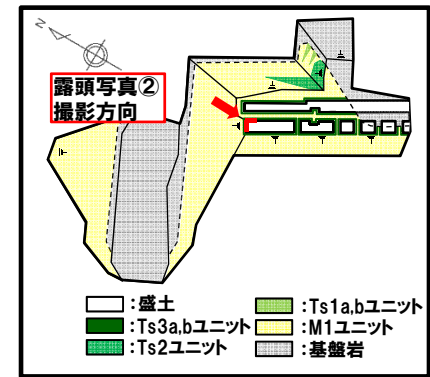 N
露頭写真②
撮影方向
:盛土
:Ts3a,bユニット
:Ts2ユニット
:Ts1a,bユニット
:M1ユニット
:基盤岩